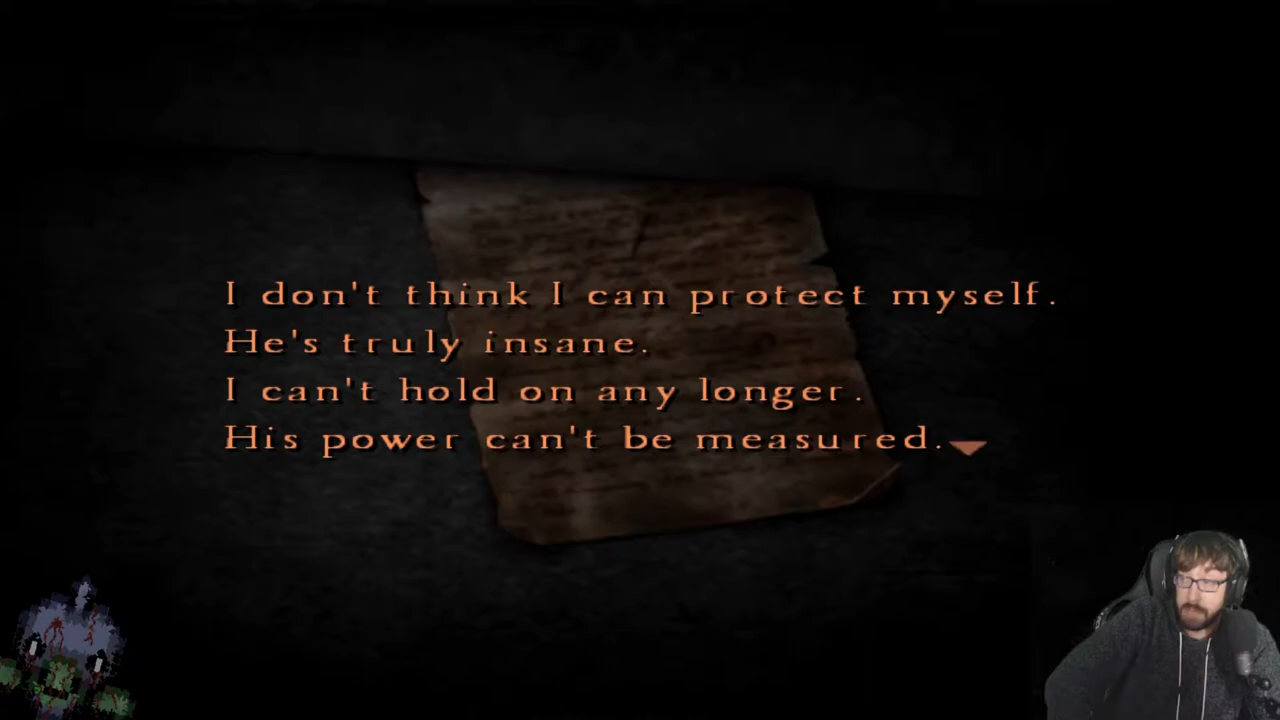 I don't think I can protect myself.
He's truly insane.
I can't hold on any longer.
His power can't be measured.